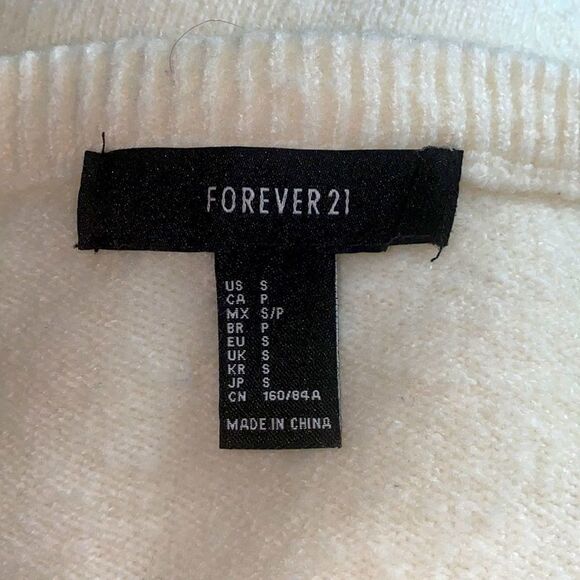 FOREVER 21
US S
CA P
MX S/P
BR P
EU S
UK S
KR S
JP S
CN 160/84A
MADE IN CHINA